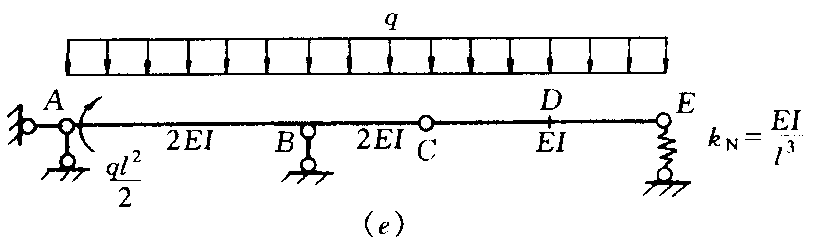 q
A
D
E
2EI
B
2EI
C
EI
k_N = EI/l³
ql²/2
(e)